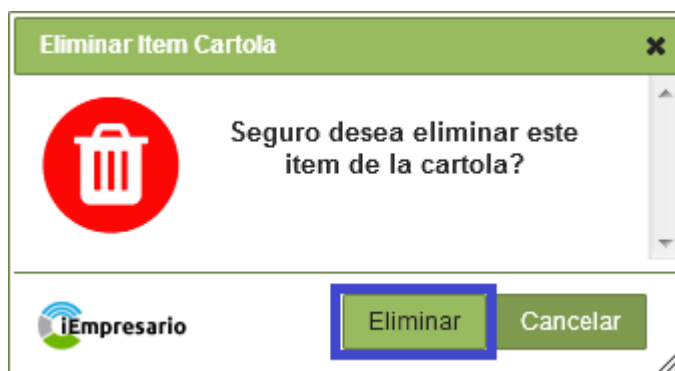 Eliminar Item Cartola
Seguro desea eliminar este
item de la cartola?
iEmpresario
Eliminar
Cancelar